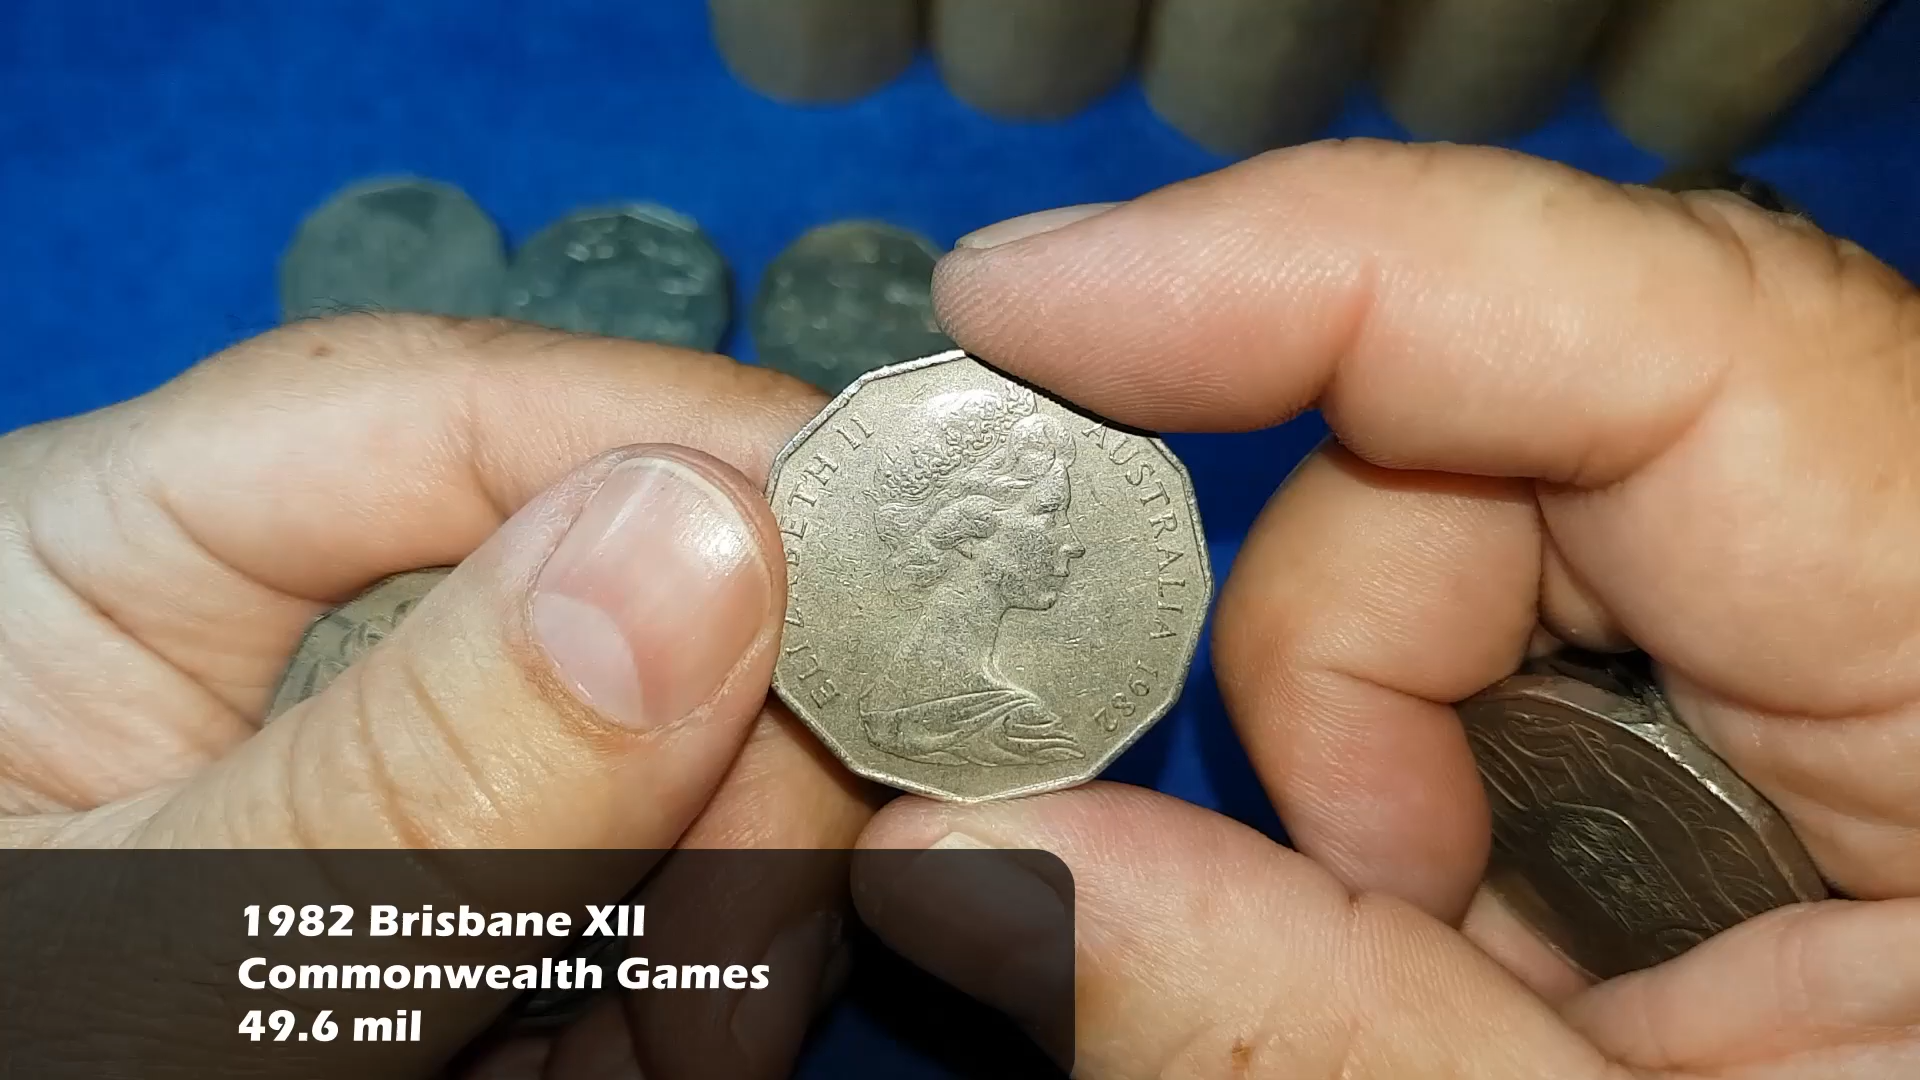 ELIZABETH II
AUSTRALIA 1982
1982 Brisbane XII
Commonwealth Games
49.6 mil